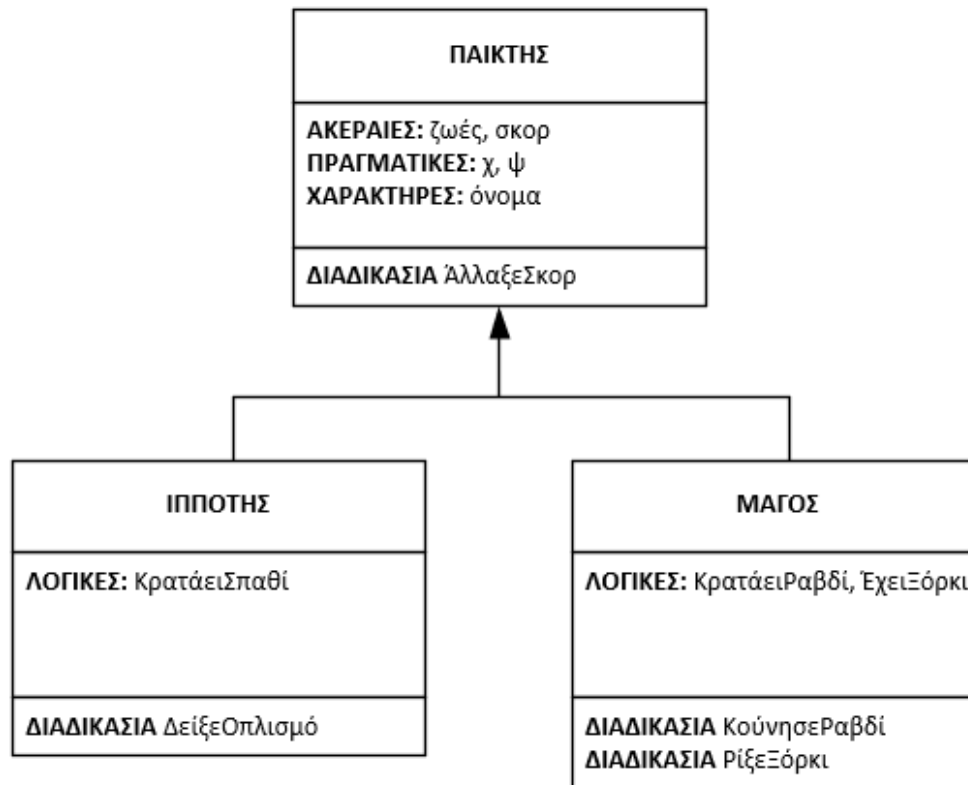 ΠΑΙΚΤΗΣ
ΑΚΕΡΑΙΕΣ: ζωές, σκορ
ΠΡΑΓΜΑΤΙΚΕΣ: χ, ψ
ΧΑΡΑΚΤΗΡΕΣ: όνομα
ΔΙΑΔΙΚΑΣΙΑ ΆλλαξεΣκορ
ΙΠΠΟΤΗΣ
ΛΟΓΙΚΕΣ: ΚρατάειΣπαθί
ΔΙΑΔΙΚΑΣΙΑ ΔείξεΟπλισμό
ΜΑΓΟΣ
ΛΟΓΙΚΕΣ: ΚρατάειΡαβδί, ΈχειΞόρκι
ΔΙΑΔΙΚΑΣΙΑ ΚούνησεΡαβδί
ΔΙΑΔΙΚΑΣΙΑ ΡίξεΞόρκι